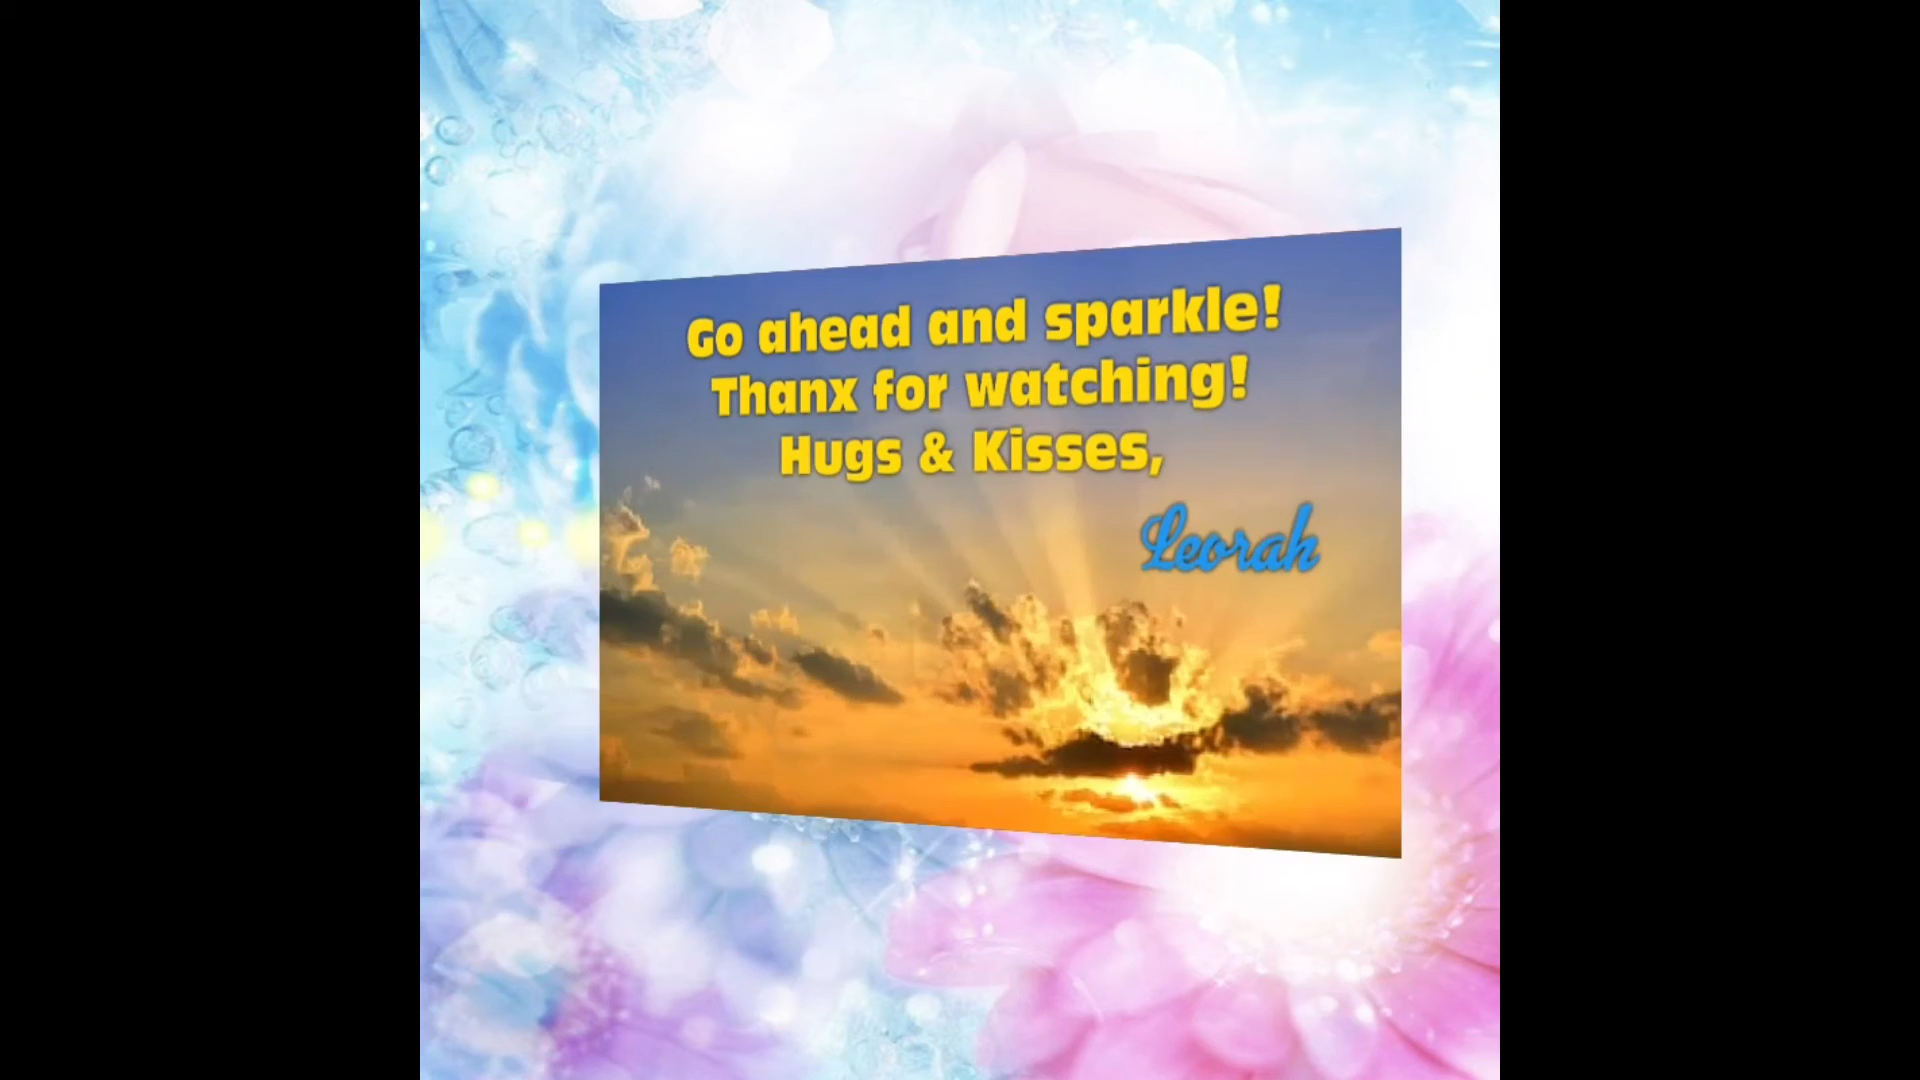 Go ahead and sparkle!
Thanx for watching!
Hugs & Kisses,
Leorah